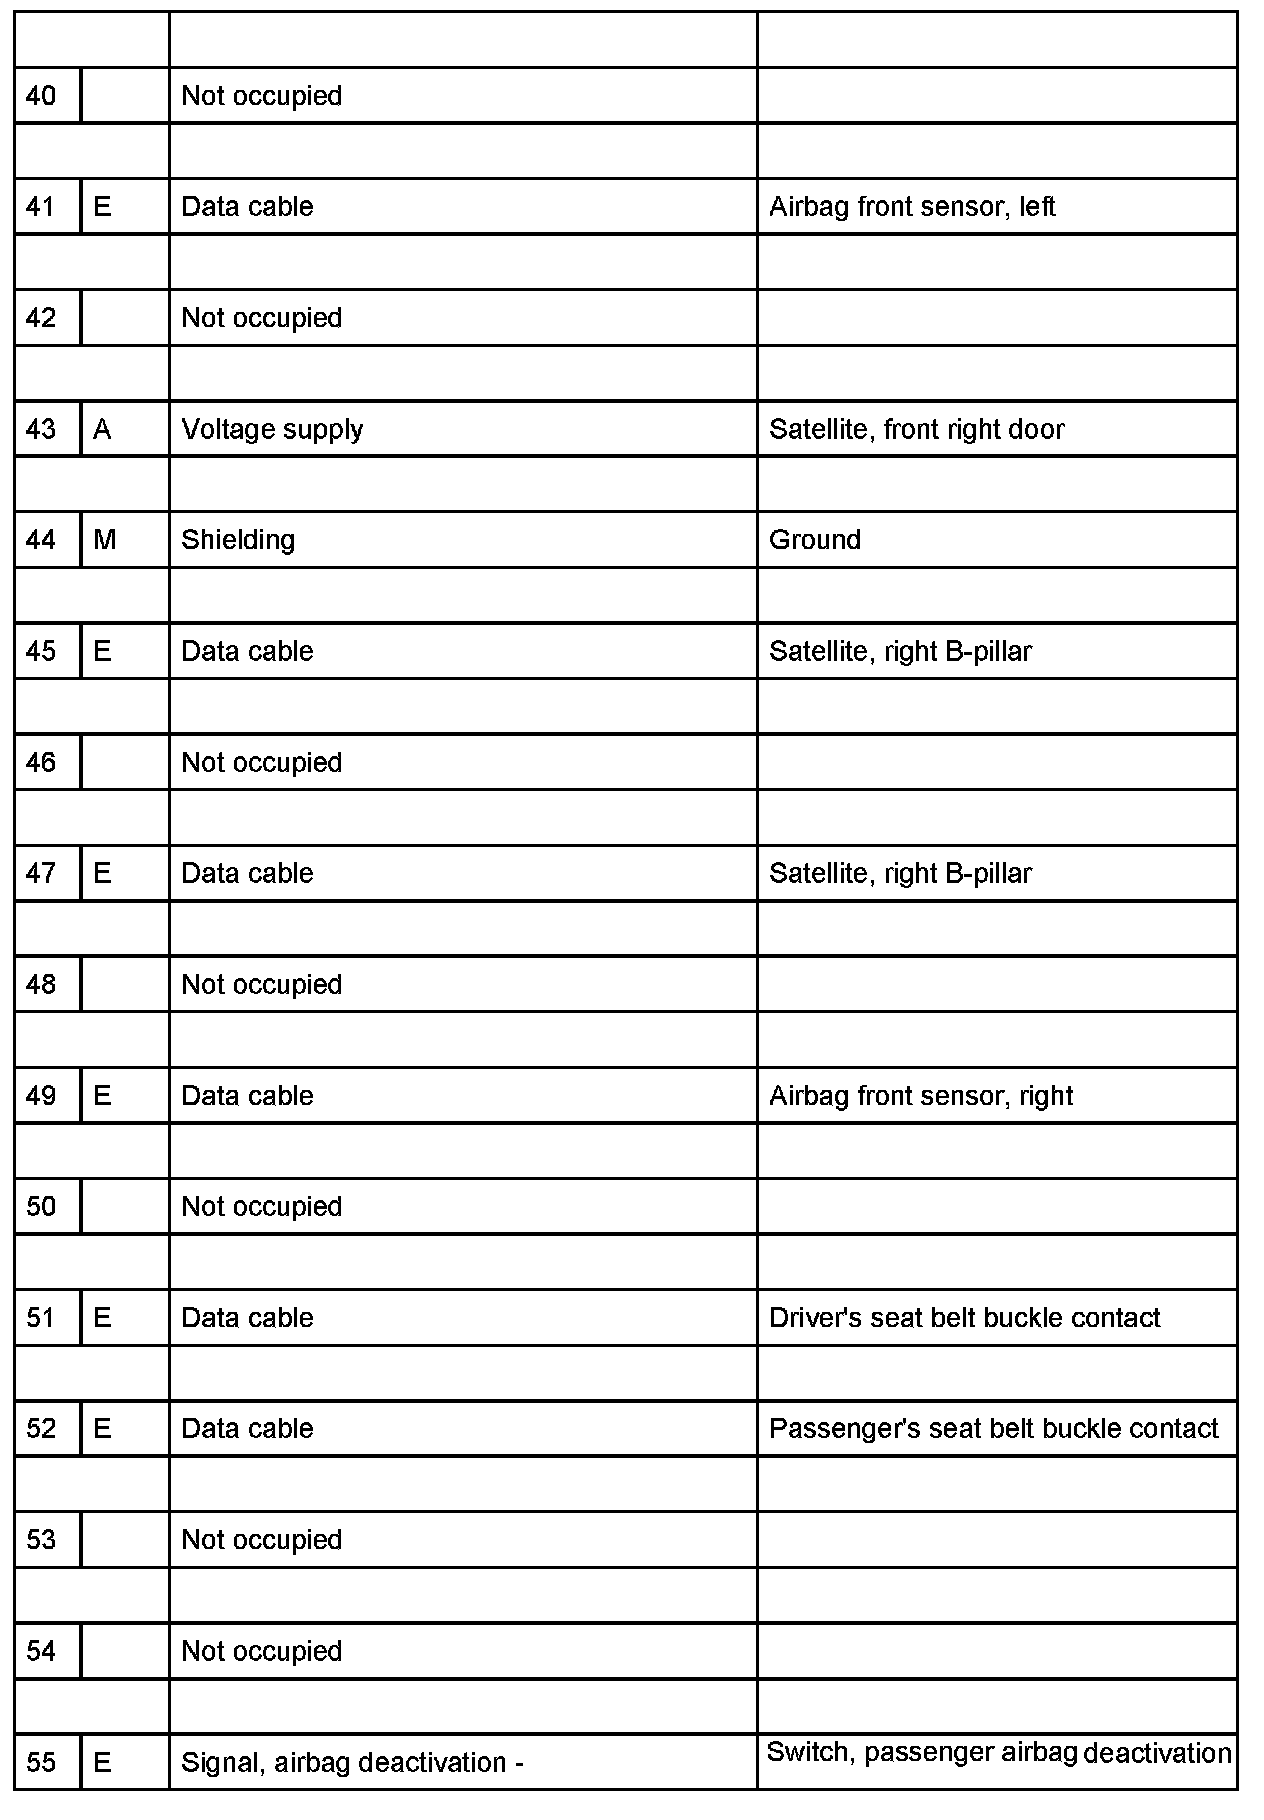 40 Not occupied
41 E Data cable Airbag front sensor, left
42 Not occupied
43 A Voltage supply Satellite, front right door
44 M Shielding Ground
45 E Data cable Satellite, right B-pillar
46 Not occupied
47 E Data cable Satellite, right B-pillar
48 Not occupied
49 E Data cable Airbag front sensor, right
50 Not occupied
51 E Data cable Driver's seat belt buckle contact
52 E Data cable Passenger's seat belt buckle contact
53 Not occupied
54 Not occupied
55 E Signal, airbag deactivation - Switch, passenger airbag deactivation